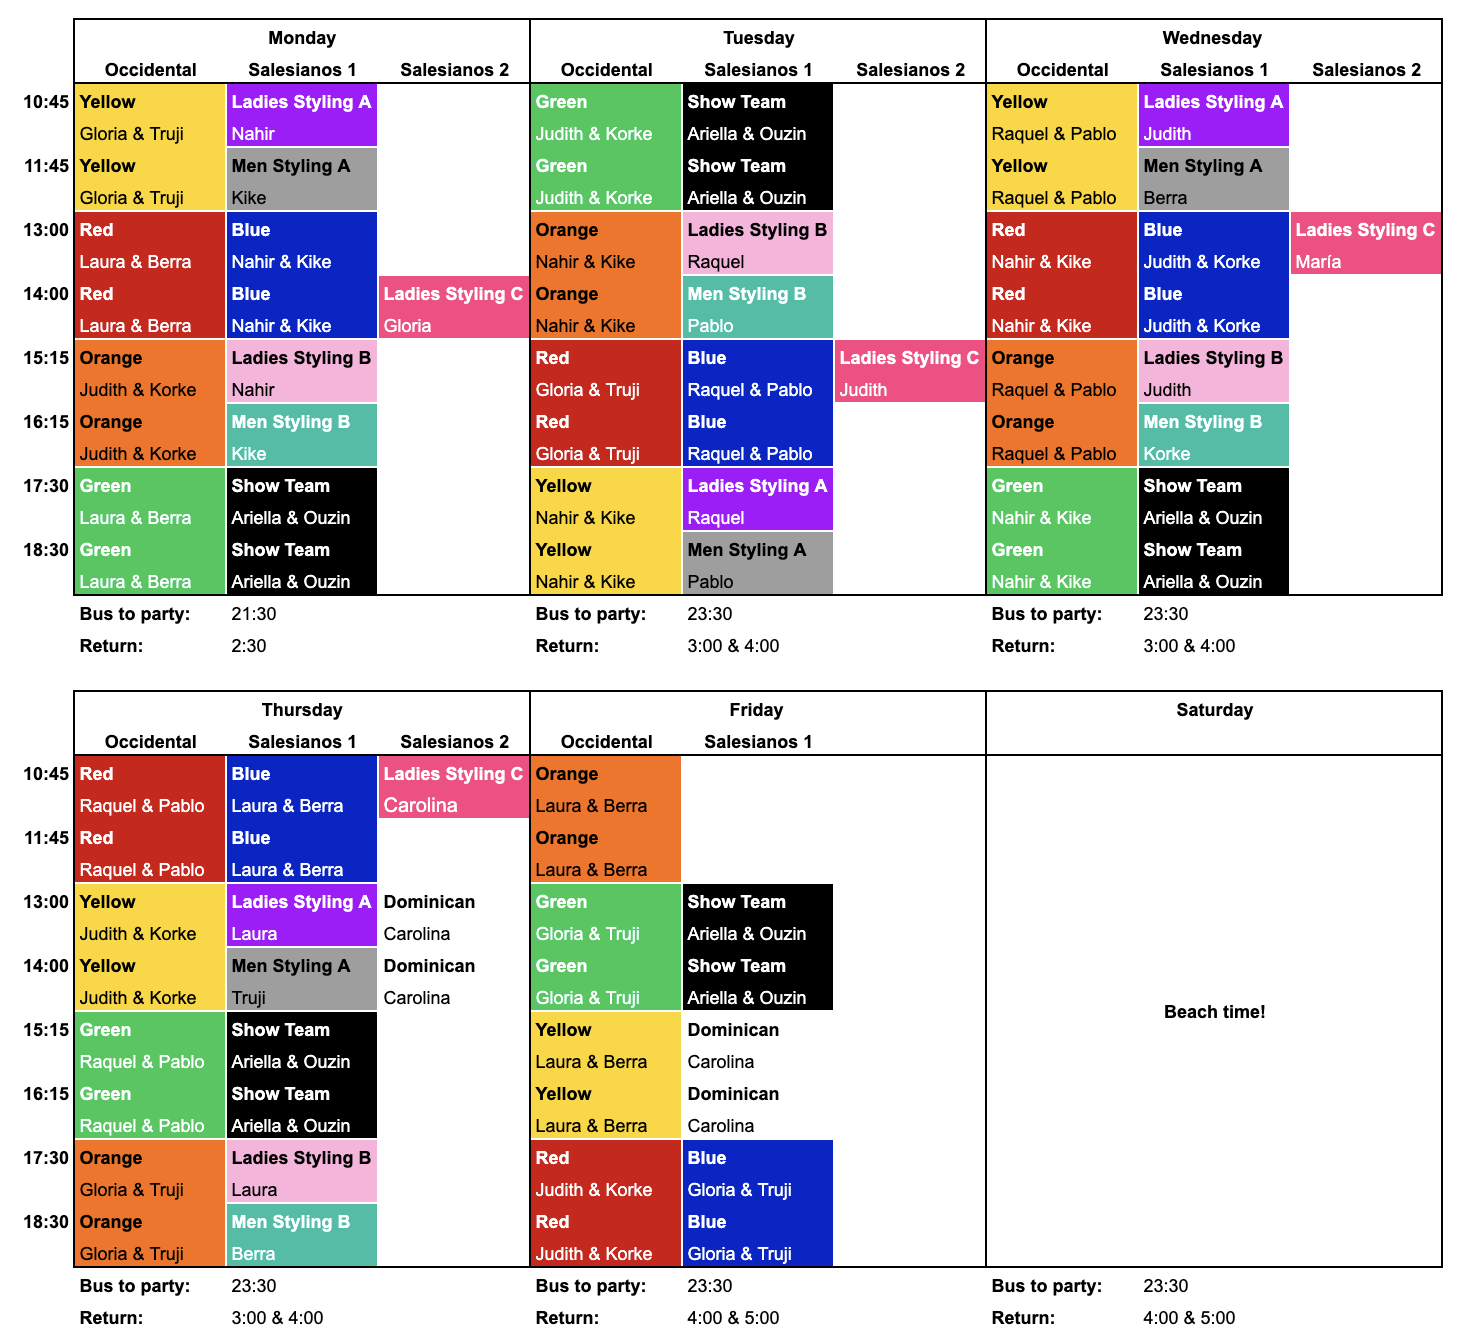 Monday Tuesday Wednesday
Occidental Salesianos 1 Salesianos 2 Occidental Salesianos 1 Salesianos 2 Occidental Salesianos 1 Salesianos 2
10:45 Yellow Ladies Styling A Green Show Team Yellow Ladies Styling A
Gloria & Truji Nahir Judith & Korke Ariella & Ouzin Raquel & Pablo Judith
11:45 Yellow Men Styling A Green Show Team Yellow Men Styling A
Gloria & Truji Kike Judith & Korke Ariella & Ouzin Raquel & Pablo Berra
13:00 Red Blue Orange Ladies Styling B Red Blue Ladies Styling C
Laura & Berra Nahir & Kike Nahir & Kike Raquel Nahir & Kike Judith & Korke María
14:00 Red Blue Ladies Styling C Orange Men Styling B Red Blue
Laura & Berra Nahir & Kike Gloria Nahir & Kike Pablo Nahir & Kike Judith & Korke
15:15 Orange Ladies Styling B Red Blue Ladies Styling C Orange Ladies Styling B
Judith & Korke Nahir Gloria & Truji Raquel & Pablo Judith Raquel & Pablo Judith
16:15 Orange Men Styling B Red Blue Orange Men Styling B
Judith & Korke Kike Gloria & Truji Raquel & Pablo Raquel & Pablo Korke
17:30 Green Show Team Yellow Ladies Styling A Green Show Team
Laura & Berra Ariella & Ouzin Nahir & Kike Raquel Nahir & Kike Ariella & Ouzin
18:30 Green Show Team Yellow Men Styling A Green Show Team
Laura & Berra Ariella & Ouzin Nahir & Kike Pablo Nahir & Kike Ariella & Ouzin
Bus to party: 21:30 Bus to party: 23:30 Bus to party: 23:30
Return: 2:30 Return: 3:00 & 4:00 Return: 3:00 & 4:00
Thursday Friday Saturday
Occidental Salesianos 1 Salesianos 2 Occidental Salesianos 1
10:45 Red Blue Ladies Styling C Orange
Raquel & Pablo Laura & Berra Carolina Laura & Berra
11:45 Red Blue Orange
Raquel & Pablo Laura & Berra Laura & Berra
13:00 Yellow Ladies Styling A Dominican Green Show Team
Judith & Korke Laura Carolina Gloria & Truji Ariella & Ouzin
14:00 Yellow Men Styling A Dominican Green Show Team
Judith & Korke Truji Carolina Gloria & Truji Ariella & Ouzin
Beach time!
15:15 Green Show Team Yellow Dominican
Raquel & Pablo Ariella & Ouzin Laura & Berra Carolina
16:15 Green Show Team Yellow Dominican
Raquel & Pablo Ariella & Ouzin Laura & Berra Carolina
17:30 Orange Ladies Styling B Red Blue
Gloria & Truji Laura Judith & Korke Gloria & Truji
18:30 Orange Men Styling B Red Blue
Gloria & Truji Berra Judith & Korke Gloria & Truji
Bus to party: 23:30 Bus to party: 23:30 Bus to party: 23:30
Return: 3:00 & 4:00 Return: 4:00 & 5:00 Return: 4:00 & 5:00